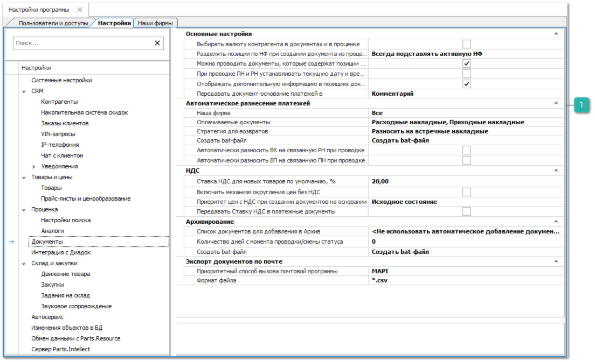 Настройки программы ×
Пользователи и доступы Настройки Наши фирмы
Поиск... ×
Настройки
Системные настройки
CRM
Контрагенты
Накопительная система скидок
Заказы клиентов
VIN-запросы
IP-телефония
Чат с клиентом
Уведомления
Товары и цены
Товары
Прайс-листы и ценообразование
Проценка
Настройки поиска
Аналоги
Документы
Интеграция с Диадок
Склад и закупки
Движение товара
Закупки
Задания на склад
Звуковое сопровождение
Автосервис
Изменения объектов в БД
Обмен данными с Parts.Resource
Сервер Parts.Intellect
Основные настройки
Выбирать валюту контрагента в документах и в проценке
Разделять позиции по НФ при создании документа из проце... Всегда подставлять активную НФ
Можно проводить документы, которые содержат позиции ...
При проводке ПН и РН устанавливать текущую дату и вре...
Отображать дополнительную информацию в позициях док...
Передавать документ-основание платежей в Комментарий
Автоматическое разнесение платежей
Наша фирма Все
Оплачиваемые документы Расходные накладные, Приходные накладные
Стратегия для возвратов Разносить на встречные накладные
Создать bat-файл Создать bat-файл
Автоматически разносить ВК на связанную РН при проводке
Автоматически разносить ВП на связанную ПН при проводке
НДС
Ставка НДС для новых товаров по умолчанию, % 20,00
Включить механизм округления цен без НДС
Приоритет цен с НДС при создании документов на основании Исходное состояние
Передавать Ставку НДС в платежные документы
Архивирование
Список документов для добавления в Архив <Не использовать автоматическое добавление докумен...
Количество дней с момента проводки/смены статуса 0
Создать bat-файл Создать bat-файл
Экспорт документов по почте
Приоритетный способ вызова почтовой программы MAPI
Формат файла *.csv
1